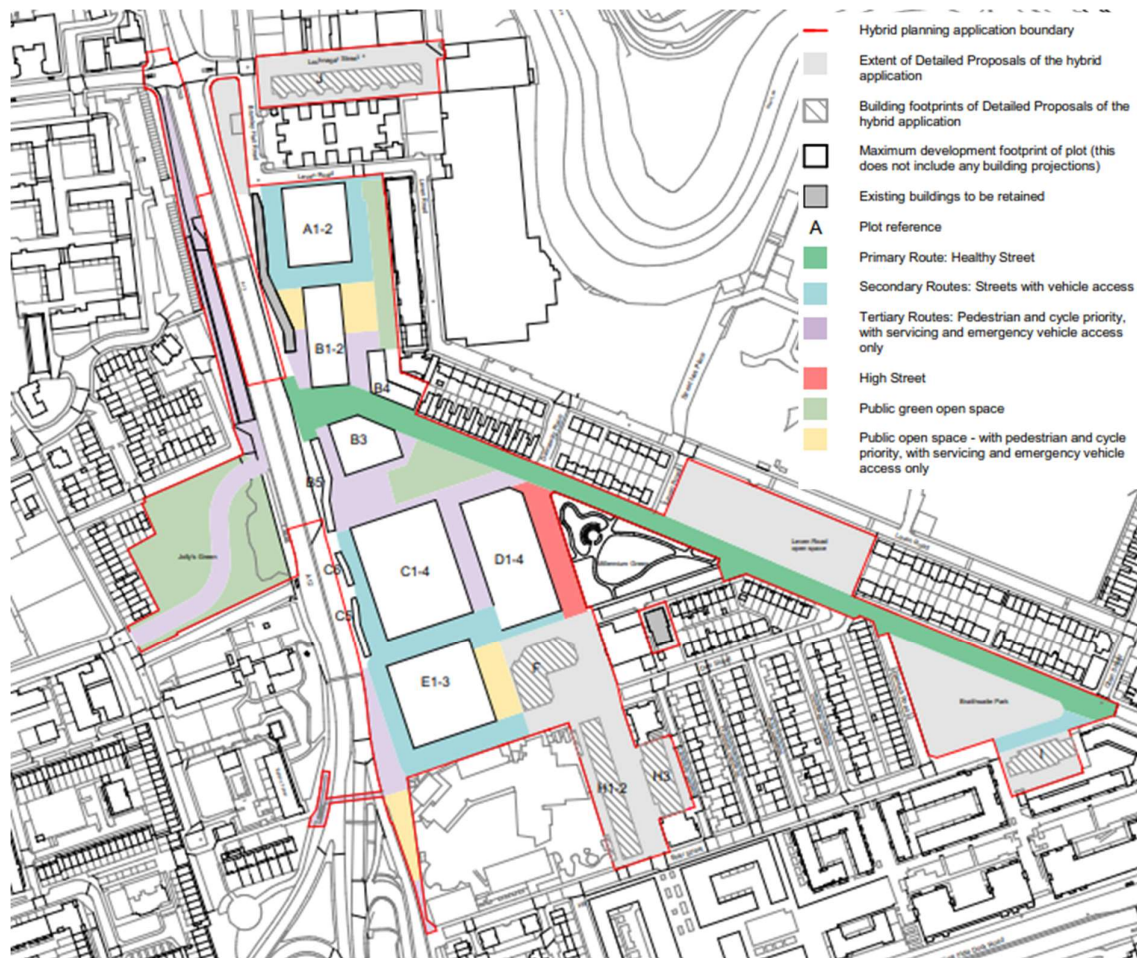 Hybrid planning application boundary
Extent of Detailed Proposals of the hybrid
application
Building footprints of Detailed Proposals of the
hybrid application
Maximum development footprint of plot (this
does not include any building projections)
Existing buildings to be retained
A Plot reference
Primary Route: Healthy Street
Secondary Routes: Streets with vehicle access
Tertiary Routes: Pedestrian and cycle priority,
with servicing and emergency vehicle access
only
High Street
Public green open space
Public open space - with pedestrian and cycle
priority, with servicing and emergency vehicle
access only
Lochnagar Street
Leven Road
A1-2
B1-2
B4
B3
B5
Jolly's Green
A12
C6
C5
C1-4
D1-4
E1-3
F
H1-2
H3
I
J
Millennium Green
Leven Road
open space
Leven Road
Braithwaite Park